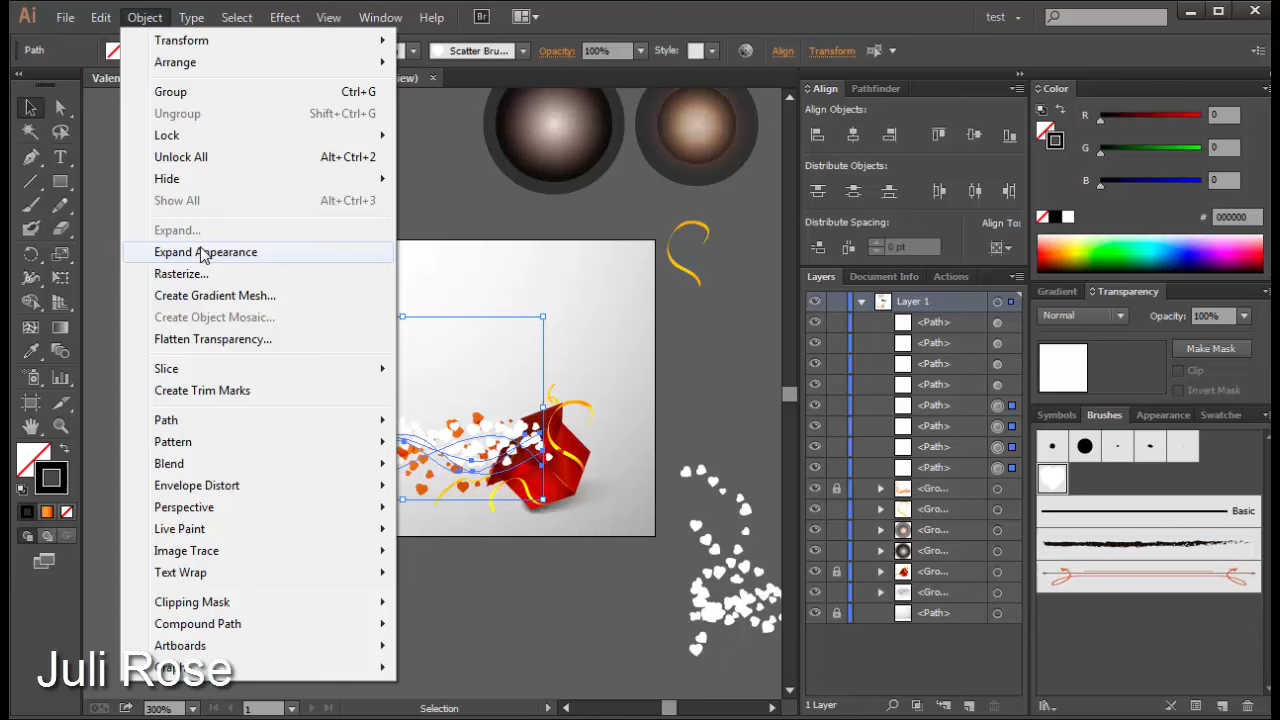 Ai File Edit Object Type Select Effect View Window Help Br test
Path Scatter Bru... Opacity: 100% Style: Align Transform
Valen
iew) ×
Transform
Arrange
Group Ctrl+G
Ungroup Shift+Ctrl+G
Lock
Unlock All Alt+Ctrl+2
Hide
Show All Alt+Ctrl+3
Expand...
Expand Appearance
Rasterize...
Create Gradient Mesh...
Create Object Mosaic...
Flatten Transparency...
Slice
Create Trim Marks
Path
Pattern
Blend
Envelope Distort
Perspective
Live Paint
Image Trace
Text Wrap
Clipping Mask
Compound Path
Artboards
Juli Rose
300% 1 Selection
Align Pathfinder
Align Objects:
Distribute Objects:
Distribute Spacing: Align To:
0 pt
Layers Document Info Actions
Layer 1
<Path>
<Path>
<Path>
<Path>
<Path>
<Path>
<Path>
<Path>
<Gro...
<Gro...
<Gro...
<Gro...
<Gro...
<Gro...
<Path>
1 Layer
Color
R 0
G 0
B 0
# 000000
Gradient Transparency
Normal Opacity: 100%
Make Mask
Clip
Invert Mask
Symbols Brushes Appearance Swatche
Basic